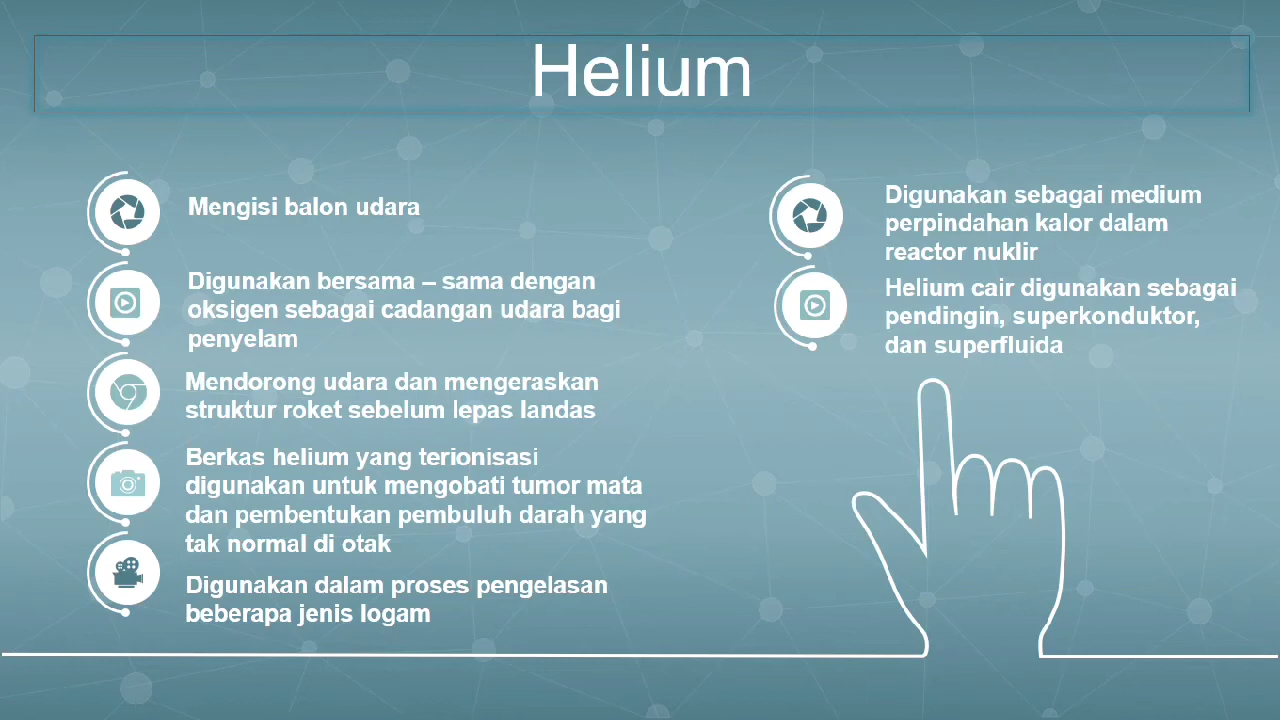 Helium
Mengisi balon udara
Digunakan bersama – sama dengan
oksigen sebagai cadangan udara bagi
penyelam
Mendorong udara dan mengeraskan
struktur roket sebelum lepas landas
Berkas helium yang terionisasi
digunakan untuk mengobati tumor mata
dan pembentukan pembuluh darah yang
tak normal di otak
Digunakan dalam proses pengelasan
beberapa jenis logam
Digunakan sebagai medium
perpindahan kalor dalam
reactor nuklir
Helium cair digunakan sebagai
pendingin, superkonduktor,
dan superfluida